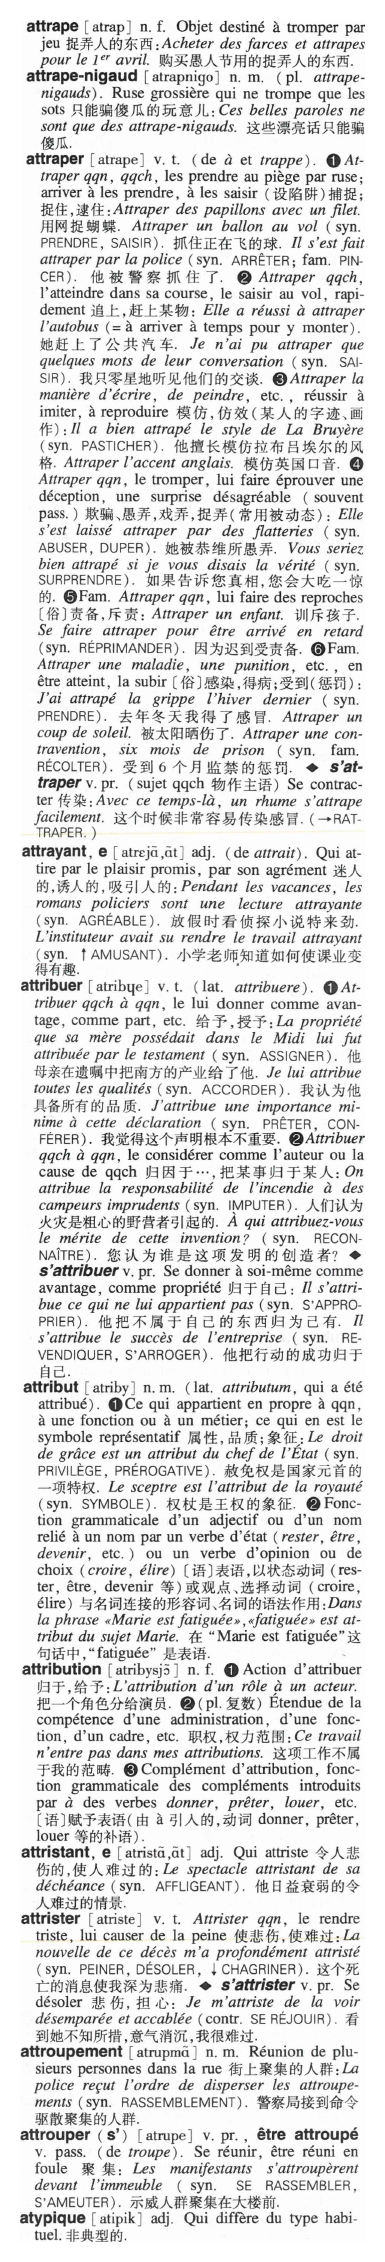 attrape [atrap] n. f. Objet destiné à tromper par
jeu 捉弄人的东西:Acheter des farces et attrapes
pour le 1er avril. 购买愚人节用的捉弄人的东西.
attrape-nigaud [atrapnigo] n. m. ( pl. attrape-
nigauds). Ruse grossière qui ne trompe que les
sots 只能骗傻瓜的玩意儿:Ces belles paroles ne
sont que des attrape-nigauds. 这些漂亮话只能骗
傻瓜.
attraper [atrape] v. t. (de à et trappe). ❶ At-
traper qqn, qqch, les prendre au piège par ruse;
arriver à les prendre, à les saisir (设陷阱)捕捉;
捉住,逮住:Attraper des papillons avec un filet.
用网捉蝴蝶. Attraper un ballon au vol (syn.
PRENDRE, SAISIR). 抓住正在飞的球. Il s'est fait
attraper par la police (syn. ARRÊTER; fam. PIN-
CER). 他被警察抓住了. ❷ Attraper qqch,
l'atteindre dans sa course, le saisir au vol, rapi-
dement 追上,赶上某物: Elle a réussi à attraper
l'autobus (= à arriver à temps pour y monter).
她赶上了公共汽车. Je n'ai pu attraper que
quelques mots de leur conversation (syn. SAI-
SIR). 我只零星地听见他们的交谈. ❸Attraper la
manière d'écrire, de peindre, etc., réussir à
imiter, à reproduire 模仿,仿效(某人的字迹、画
作):Il a bien attrapé le style de La Bruyère
(syn. PASTICHER). 他擅长模仿拉布吕埃尔的风
格. Attraper l'accent anglais. 模仿英国口音. ❹
Attraper qqn, le tromper, lui faire éprouver une
déception, une surprise désagréable ( souvent
pass.) 欺骗、愚弄,戏弄,捉弄(常用被动态): Elle
s'est laissé attraper par des flatteries ( syn.
ABUSER, DUPER). 她被恭维所愚弄. Vous seriez
bien attrapé si je vous disais la vérité ( syn.
SURPRENDRE). 如果告诉您真相,您会大吃一惊
的. ❺Fam. Attraper qqn, lui faire des reproches
[俗]责备,斥责: Attraper un enfant. 训斥孩子.
Se faire attraper pour être arrivé en retard
(syn. RÉPRIMANDER). 因为迟到受责备. ❻Fam.
Attraper une maladie, une punition, etc., en
être atteint, la subir [俗]感染,得病;受到(惩罚):
J'ai attrapé la grippe l'hiver dernier ( syn.
PRENDRE). 去年冬天我得了感冒. Attraper un
coup de soleil. 被太阳晒伤了. Attraper une con-
travention, six mois de prison ( syn. fam.
RÉCOLTER). 受到 6 个月监禁的惩罚. ◆ s'at-
traper v. pr. (sujet qqch 物作主语) Se contrac-
ter 传染:Avec ce temps-là, un rhume s'attrape
facilement. 这个时候非常容易传染感冒. (→RAT-
TRAPER. )
attrayant, e [atrɛjɑ̃,ɑ̃t] adj. (de attrait). Qui at-
tire par le plaisir promis, par son agrément 迷人
的,诱人的,吸引人的:Pendant les vacances, les
romans policiers sont une lecture attrayante
(syn. AGRÉABLE). 放假时看侦探小说特来劲.
L'instituteur avait su rendre le travail attrayant
(syn. ↑AMUSANT). 小学老师知道如何使课业变
得有趣.
attribuer [atribɥe] v. t. (lat. attribuere). ❶At-
tribuer qqch à qqn, le lui donner comme avan-
tage, comme part, etc. 给予,授予:La propriété
que sa mère possédait dans le Midi lui fut
attribuée par le testament ( syn. ASSIGNER). 他
母亲在遗嘱中把南方的产业给了他. Je lui attribue
toutes les qualités (syn. ACCORDER). 我认为他
具备所有的品质. J'attribue une importance mi-
nime à cette déclaration (syn. PRÊTER, CON-
FÉRER). 我觉得这个声明根本不重要. ❷Attribuer
qqch à qqn, le considérer comme l'auteur ou la
cause de qqch 归因于…,把某事归于某人: On
attribue la responsabilité de l'incendie à des
campeurs imprudents (syn. IMPUTER). 人们认为
火灾是粗心的野营者引起的. À qui attribuez-vous
le mérite de cette invention? ( syn. RECON-
NAÎTRE). 您认为谁是这项发明的创造者? ◆
s'attribuer v. pr. Se donner à soi-même comme
avantage, comme propriété 归于自己: Il s'attri-
bue ce qui ne lui appartient pas (syn. S'APPRO-
PRIER). 他把不属于自己的东西归为己有. Il
s'attribue le succès de l'entreprise ( syn. RE-
VENDIQUER, S'ARROGER). 他把行动的成功归于
自己.
attribut [atriby] n. m. (lat. attributum, qui a été
attribué). ❶Ce qui appartient en propre à qqn,
à une fonction ou à un métier; ce qui en est le
symbole représentatif 属性,品质;象征:Le droit
de grâce est un attribut du chef de l'État (syn.
PRIVILÈGE, PRÉROGATIVE). 赦免权是国家元首的
一项特权. Le sceptre est l'attribut de la royauté
(syn. SYMBOLE). 权杖是王权的象征. ❷ Fonc-
tion grammaticale d'un adjectif ou d'un nom
relié à un nom par un verbe d'état (rester, être,
devenir, etc.) ou un verbe d'opinion ou de
choix (croire, élire) [语]表语,以状态动词 (res-
ter, être, devenir 等)或观点、选择动词 (croire,
élire) 与名词连接的形容词、名词的语法作用:Dans
la phrase «Marie est fatiguée»,«fatiguée» est at-
tribut du sujet Marie. 在 “Marie est fatiguée”这
句话中,“fatiguée” 是表语.
attribution [atribysjɔ̃] n. f. ❶ Action d'attribuer
归于,给予:L'attribution d'un rôle à un acteur.
把一个角色分给演员. ❷(pl. 复数) Étendue de la
compétence d'une administration, d'une fonc-
tion, d'un cadre, etc. 职权,权力范围:Ce travail
n'entre pas dans mes attributions. 这项工作不属
于我的范畴. ❸ Complément d'attribution, fonc-
tion grammaticale des compléments introduits
par à des verbes donner, prêter, louer, etc.
[语]赋予表语(由 à 引入的,动词 donner, prêter,
louer 等的补语).
attristant, e [atristɑ̃,ɑ̃t] adj. Qui attriste 令人悲
伤的,使人难过的: Le spectacle attristant de sa
déchéance (syn. AFFLIGEANT). 他日益衰弱的令
人难过的情景.
attrister [atriste] v. t. Attrister qqn, le rendre
triste, lui causer de la peine 使悲伤,使难过: La
nouvelle de ce décès m'a profondément attristé
(syn. PEINER, DÉSOLER, ↓CHAGRINER). 这个死
亡的消息使我深为悲痛. ◆ s'attrister v. pr. Se
désoler 悲伤,担心: Je m'attriste de la voir
désemparée et accablée (contr. SE RÉJOUIR). 看
到她不知所措,意气消沉,我很难过.
attroupement [atrupmɑ̃] n. m. Réunion de plu-
sieurs personnes dans la rue 街上聚集的人群:La
police reçut l'ordre de disperser les attroupe-
ments (syn. RASSEMBLEMENT). 警察局接到命令
驱散聚集的人群.
attrouper (s') [atrupe] v. pr., être attroupé
v. pass. (de troupe). Se réunir, être réuni en
foule 聚集: Les manifestants s'attroupèrent
devant l'immeuble ( syn. SE RASSEMBLER,
S'AMEUTER). 示威人群聚集在大楼前.
atypique [atipik] adj. Qui diffère du type habi-
tuel. 非典型的.